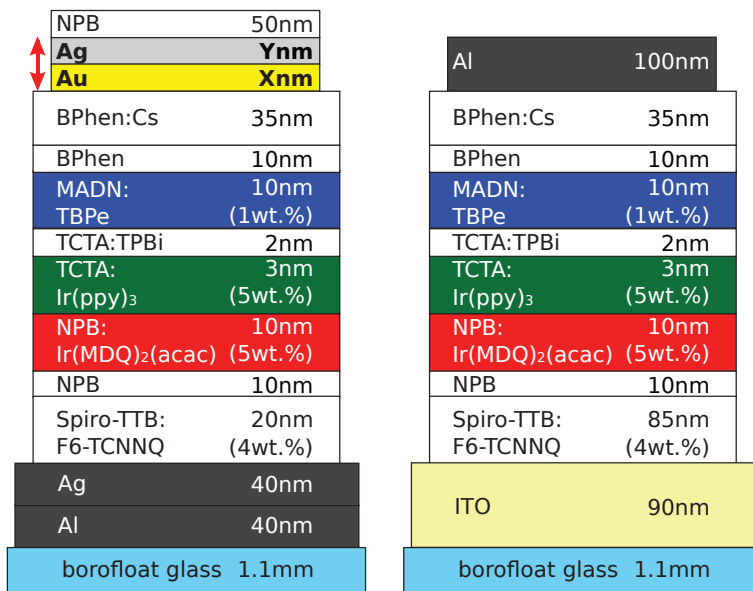 NPB 50nm
Ag Ynm
Au Xnm
BPhen:Cs 35nm
BPhen 10nm
MADN: 10nm
TBPe (1wt.%)
TCTA:TPBi 2nm
TCTA: 3nm
Ir(ppy)₃ (5wt.%)
NPB: 10nm
Ir(MDQ)₂(acac) (5wt.%)
NPB 10nm
Spiro-TTB: 20nm
F6-TCNNQ (4wt.%)
Ag 40nm
Al 40nm
borofloat glass 1.1mm
Al 100nm
BPhen:Cs 35nm
BPhen 10nm
MADN: 10nm
TBPe (1wt.%)
TCTA:TPBi 2nm
TCTA: 3nm
Ir(ppy)₃ (5wt.%)
NPB: 10nm
Ir(MDQ)₂(acac) (5wt.%)
NPB 10nm
Spiro-TTB: 85nm
F6-TCNNQ (4wt.%)
ITO 90nm
borofloat glass 1.1mm